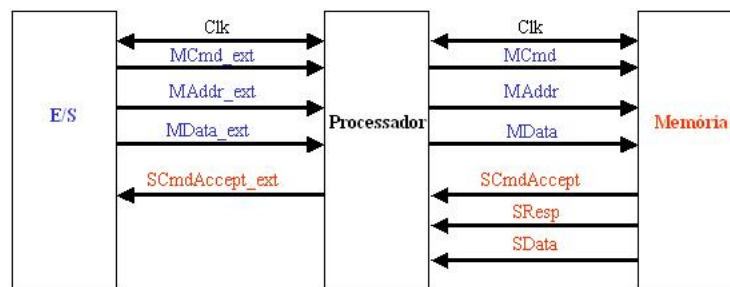 Clk
Clk
MCmd_ext
MCmd
MAddr_ext
MAddr
E/S
Processador
Memória
MData_ext
MData
SCmdAccept_ext
SCmdAccept
SResp
SData